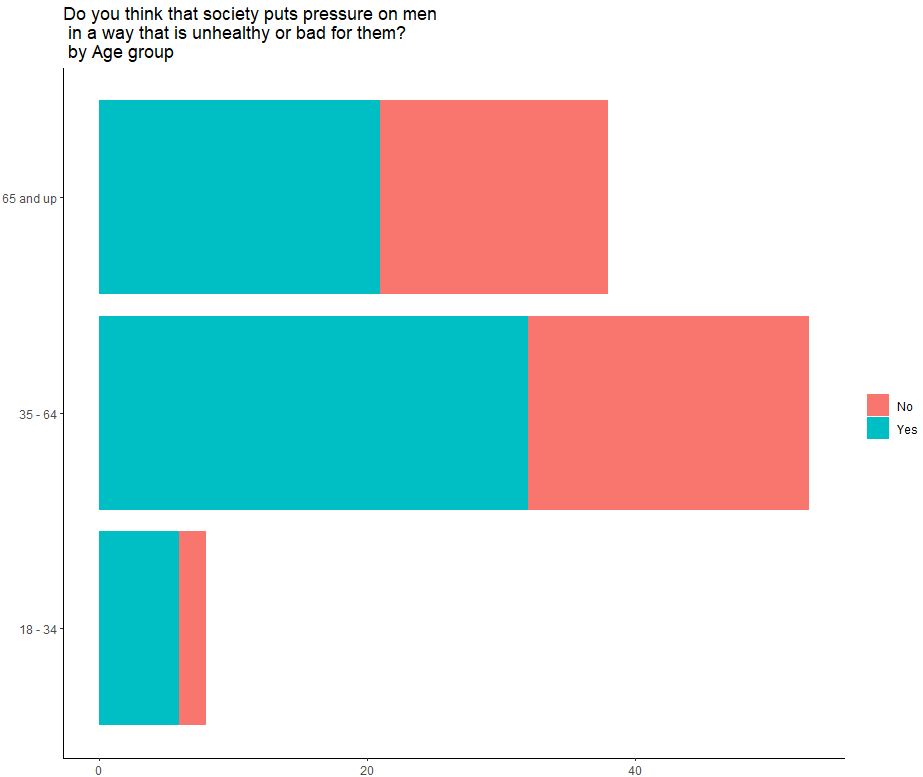 Do you think that society puts pressure on men
in a way that is unhealthy or bad for them?
by Age group
65 and up
35 - 64
18 - 34
0
20
40
No
Yes